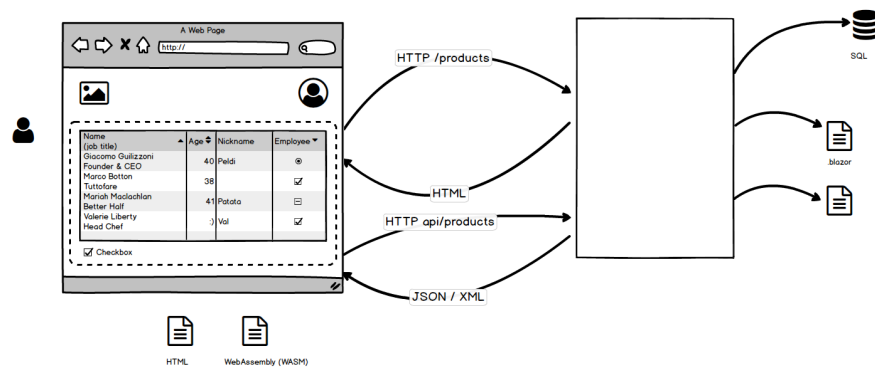 A Web Page
http://
Name
(job title)
Age
Nickname
Employee
Giacomo Guilizzoni
Founder & CEO
40
Peldi
Marco Botton
Tuttofare
38
Mariah Maclachlan
Better Half
41
Patata
Valerie Liberty
Head Chef
:)
Val
Checkbox
HTTP /products
HTML
HTTP api/products
JSON / XML
SQL
.blazor
HTML
WebAssembly (WASM)